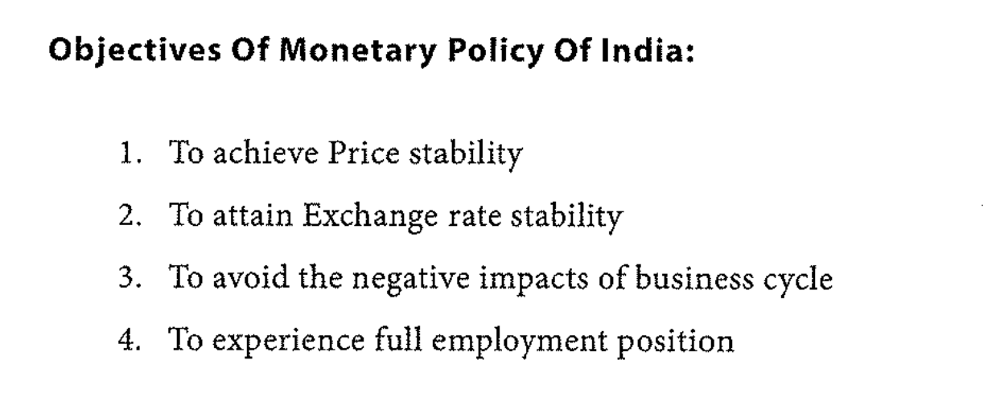 Objectives Of Monetary Policy Of India:
1. To achieve Price stability
2. To attain Exchange rate stability
3. To avoid the negative impacts of business cycle
4. To experience full employment position